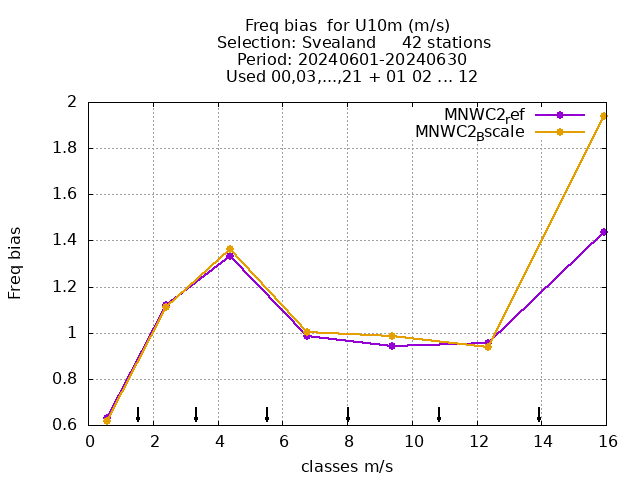 Freq bias  for U10m (m/s)
Selection: Svealand     42 stations
Period: 20240601-20240630
Used 00,03,...,21 + 01 02 ... 12
MNWC2ref
MNWC2Bscale
2
1.8
1.6
1.4
1.2
1
0.8
0.6
Freq bias
0 2 4 6 8 10 12 14 16
classes m/s